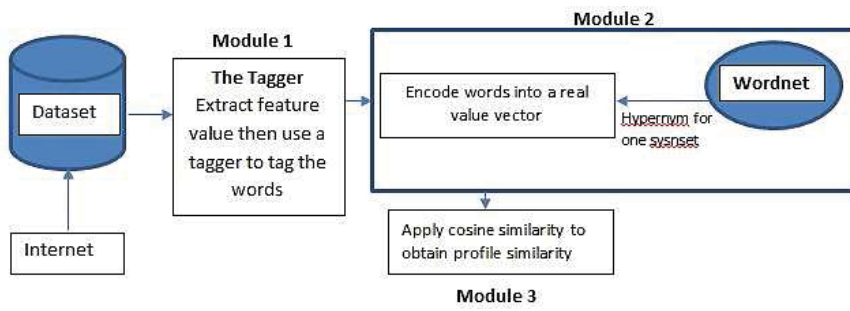 Module 1
Module 2
Dataset
The Tagger
Extract feature
value then use a
tagger to tag the
words
Encode words into a real
value vector
Wordnet
Hypernym for
one sysnset
Internet
Apply cosine similarity to
obtain profile similarity
Module 3